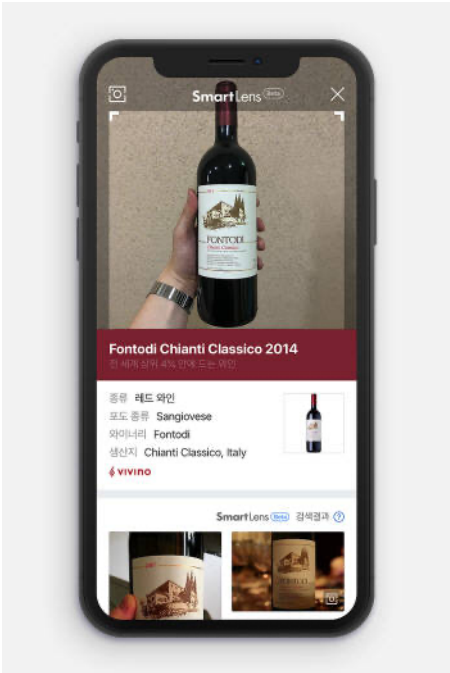 SmartLens Beta
FONTODI
Chianti Classico
Fontodi Chianti Classico 2014
전 세계 상위 4% 안에 드는 와인
종류 레드 와인
포도 종류 Sangiovese
와이너리 Fontodi
생산지 Chianti Classico, Italy
VIVINO
SmartLens Beta 검색결과 ?
FONTODI